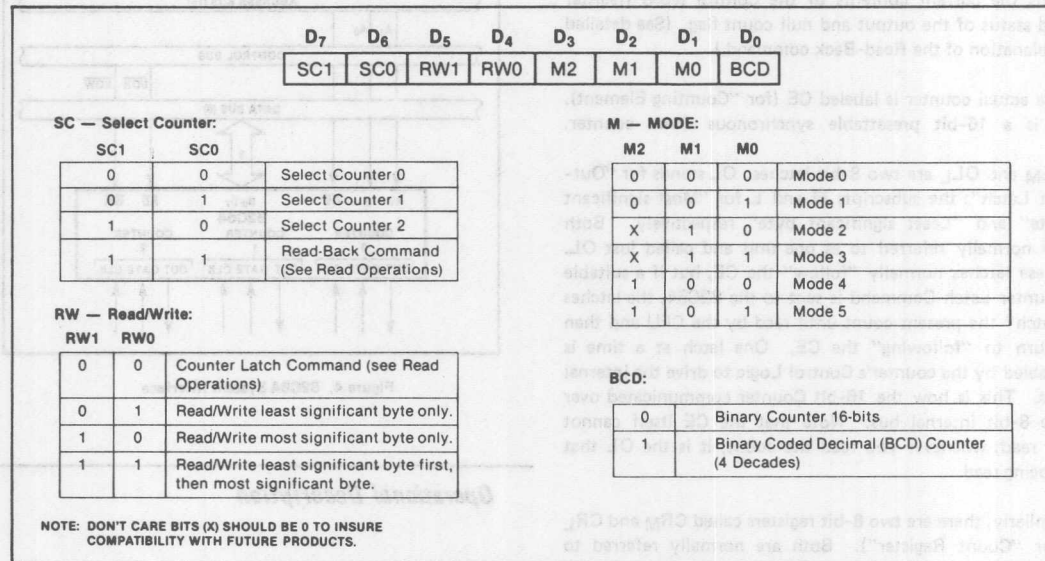 D7 D6 D5 D4 D3 D2 D1 D0
SC1 SC0 RW1 RW0 M2 M1 M0 BCD
SC — Select Counter:
SC1 SC0
0 0 Select Counter 0
0 1 Select Counter 1
1 0 Select Counter 2
1 1 Read-Back Command
(See Read Operations)
RW — Read/Write:
RW1 RW0
0 0 Counter Latch Command (see Read
Operations)
0 1 Read/Write least significant byte only.
1 0 Read/Write most significant byte only.
1 1 Read/Write least significant byte first,
then most significant byte.
M — MODE:
M2 M1 M0
0 0 0 Mode 0
0 0 1 Mode 1
X 1 0 Mode 2
X 1 1 Mode 3
1 0 0 Mode 4
1 0 1 Mode 5
BCD:
0 Binary Counter 16-bits
1 Binary Coded Decimal (BCD) Counter
(4 Decades)
NOTE: DON'T CARE BITS (X) SHOULD BE 0 TO INSURE
COMPATIBILITY WITH FUTURE PRODUCTS.